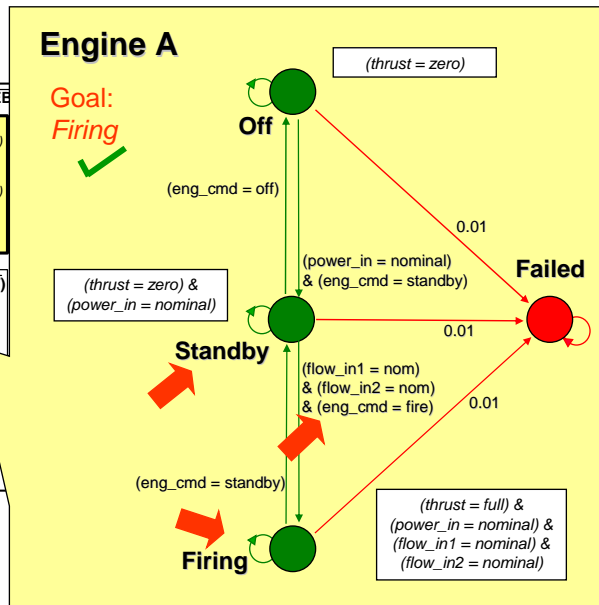 Engine A
(thrust = zero)
Goal:
Firing
Off
(eng_cmd = off)
0.01
(power_in = nominal)
& (eng_cmd = standby)
Failed
(thrust = zero) &
(power_in = nominal)
0.01
Standby
(flow_in1 = nom)
& (flow_in2 = nom)
& (eng_cmd = fire)
0.01
(eng_cmd = standby)
(thrust = full) &
(power_in = nominal) &
(flow_in1 = nominal) &
(flow_in2 = nominal)
Firing